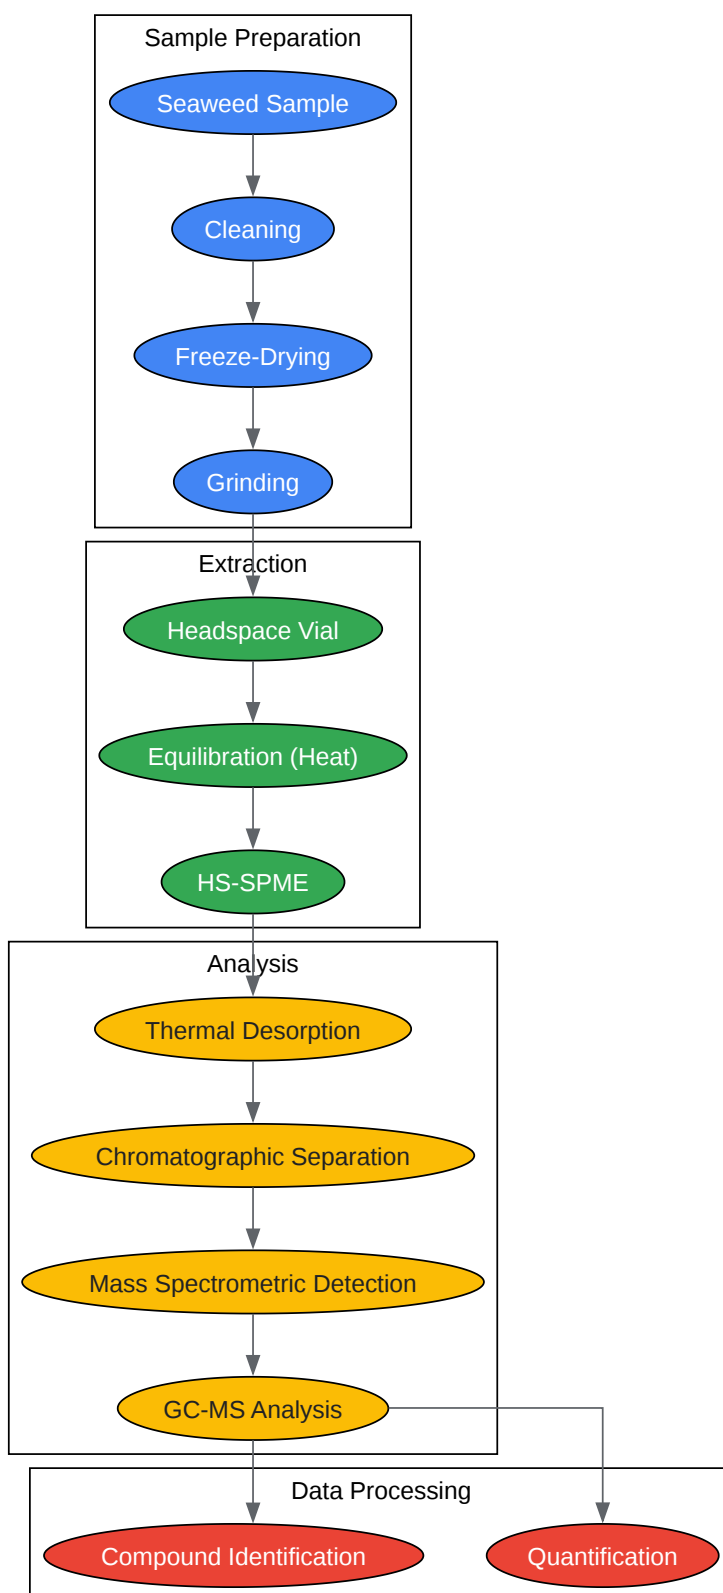 Sample Preparation
Seaweed Sample
Cleaning
Freeze-Drying
Grinding
Extraction
Headspace Vial
Equilibration (Heat)
HS-SPME
Analysis
Thermal Desorption
Chromatographic Separation
Mass Spectrometric Detection
GC-MS Analysis
Data Processing
Compound Identification
Quantification